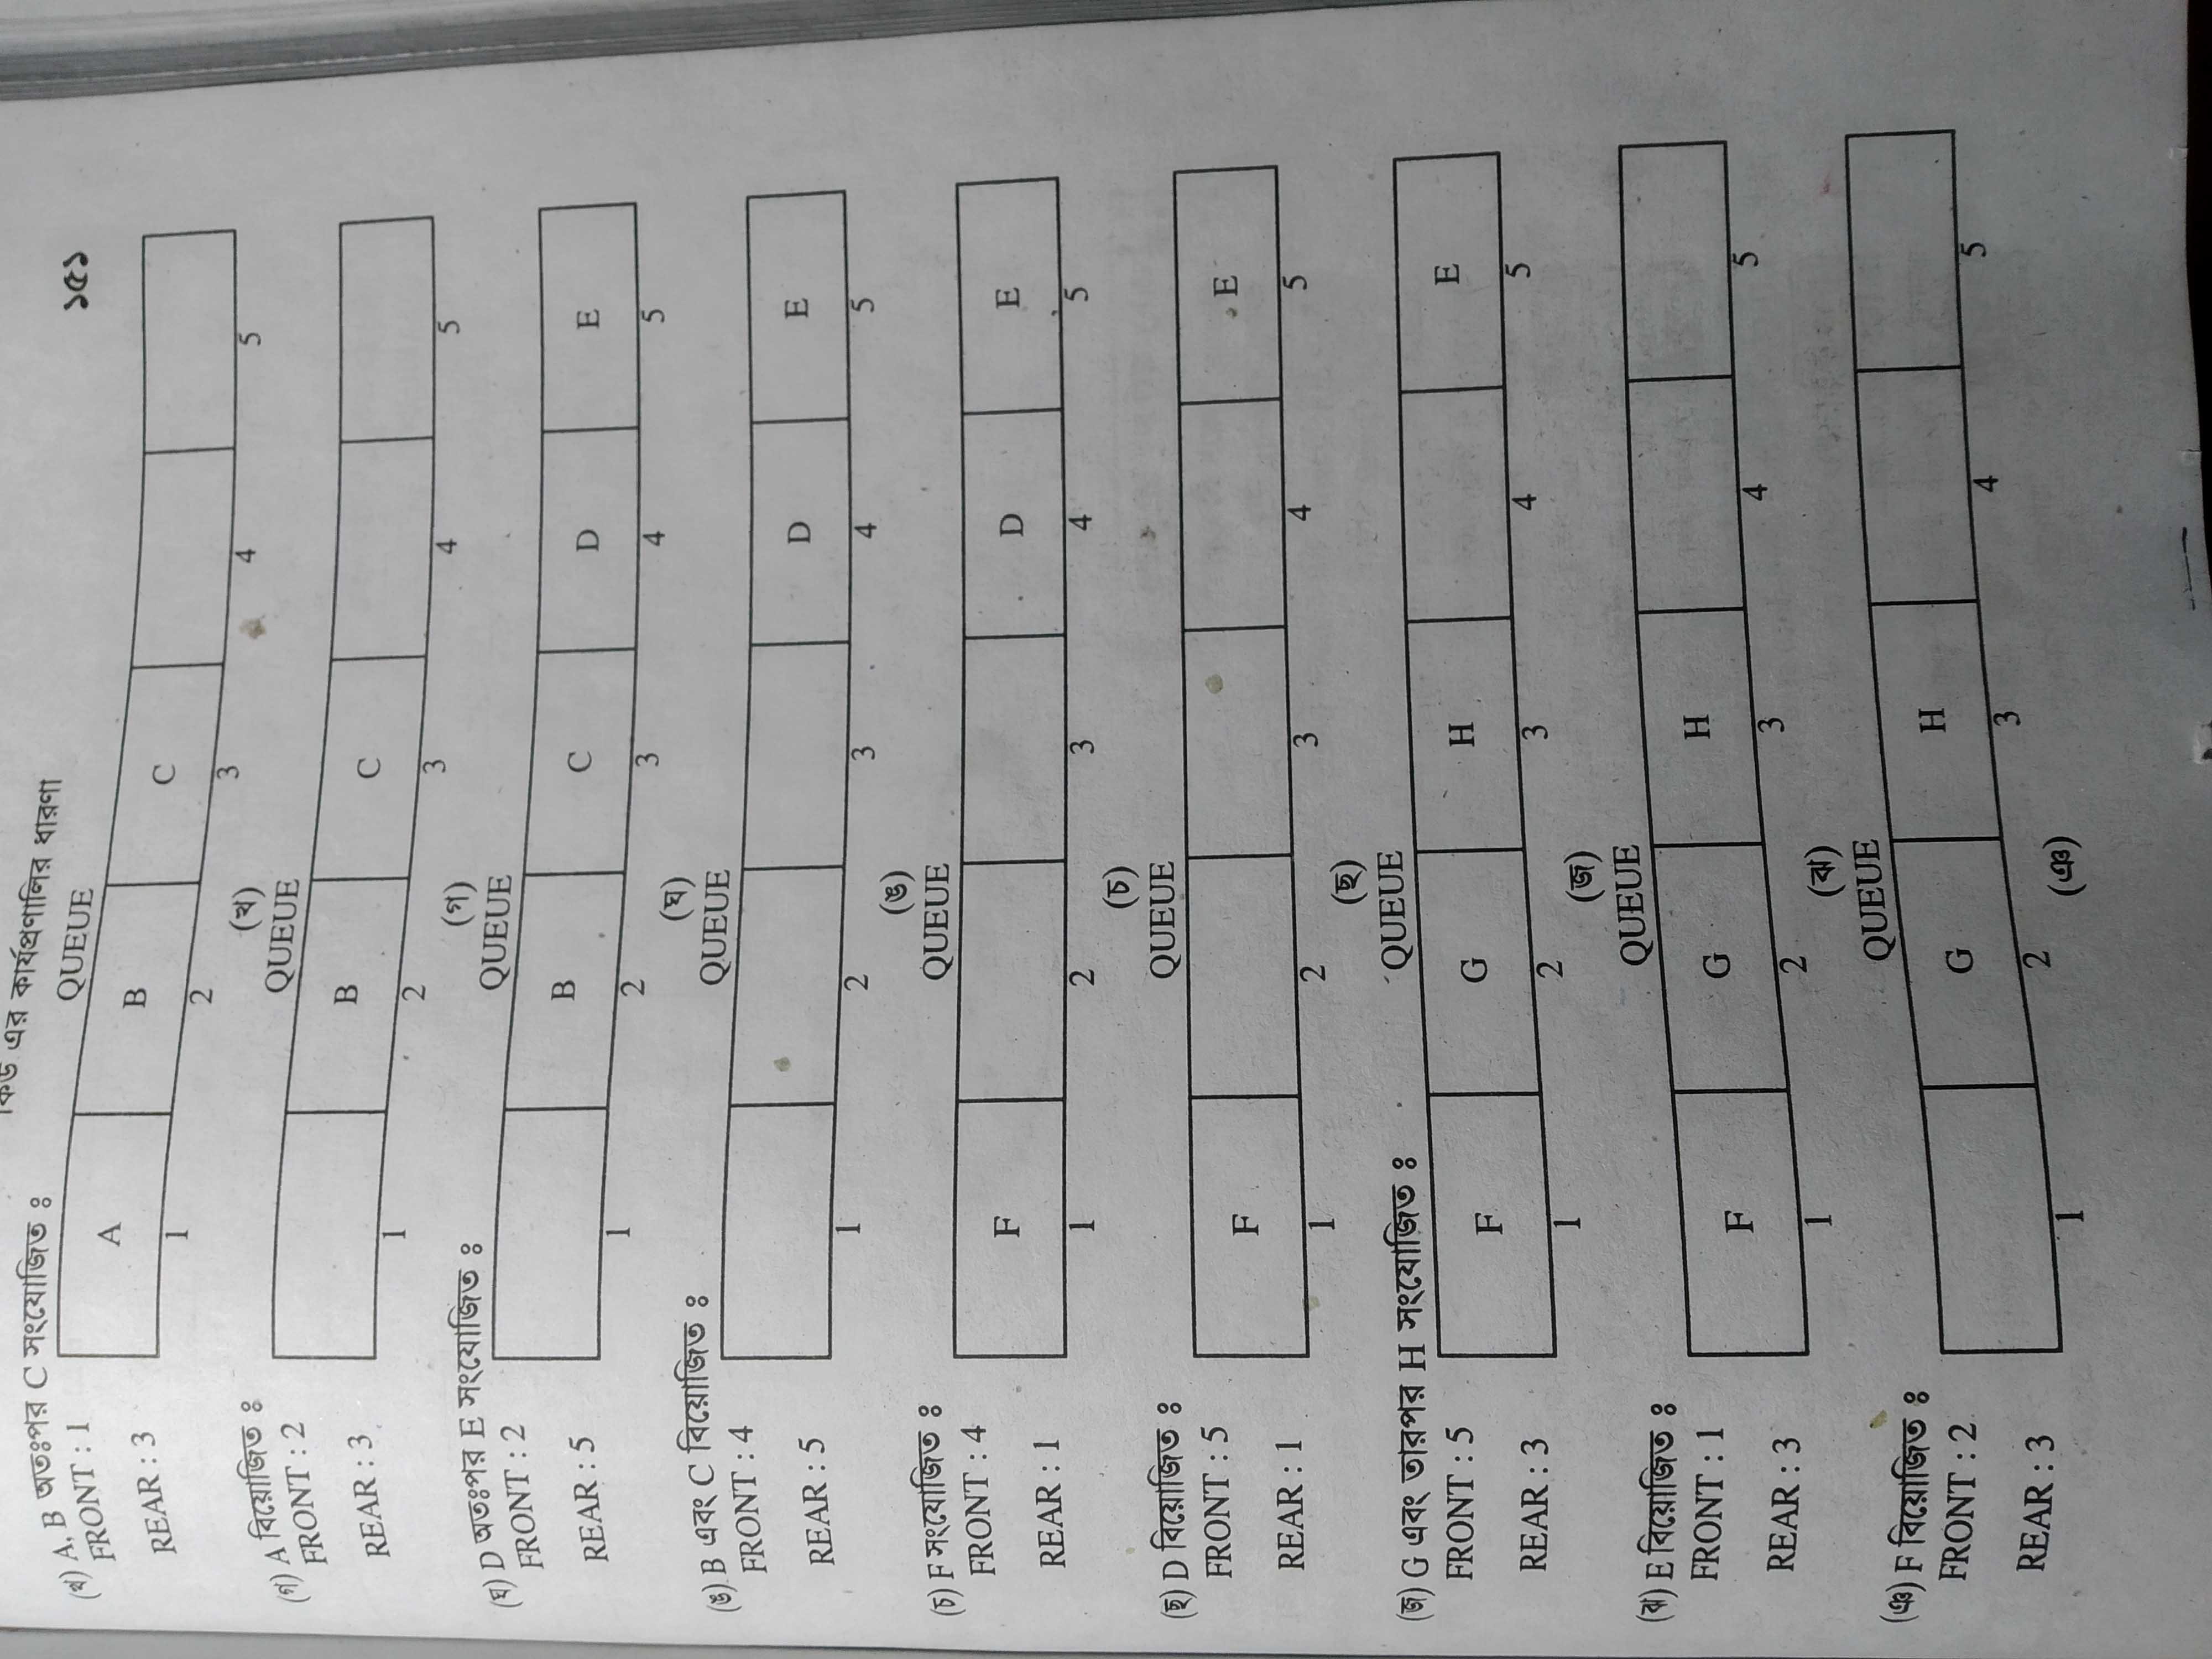 কিউ এর কার্যপ্রণালির ধারণা ১৫১
(খ) A, B অতঃপর C সংযোজিত ঃ
QUEUE
FRONT : 1 A B C
REAR : 3 1 2 3 4 5
(খ)
(গ) A বিয়োজিত ঃ
QUEUE
FRONT : 2 B C
REAR : 3 1 2 3 4 5
(গ)
(ঘ) D অতঃপর E সংযোজিত ঃ
QUEUE
FRONT : 2 B C D E
REAR : 5 1 2 3 4 5
(ঘ)
(ঙ) B এবং C বিয়োজিত ঃ
QUEUE
FRONT : 4 D E
REAR : 5 1 2 3 4 5
(ঙ)
(চ) F সংযোজিত ঃ
QUEUE
FRONT : 4 F D E
REAR : 1 1 2 3 4 5
(চ)
(ছ) D বিয়োজিত ঃ
QUEUE
FRONT : 5 F E
REAR : 1 1 2 3 4 5
(ছ)
(জ) G এবং তারপর H সংযোজিত ঃ
QUEUE
FRONT : 5 F G H E
REAR : 3 1 2 3 4 5
(জ)
(ঝ) E বিয়োজিত ঃ
QUEUE
FRONT : 1 F G H
REAR : 3 1 2 3 4 5
(ঝ)
(ঞ) F বিয়োজিত ঃ
QUEUE
FRONT : 2 G H
REAR : 3 1 2 3 4 5
(ঞ)